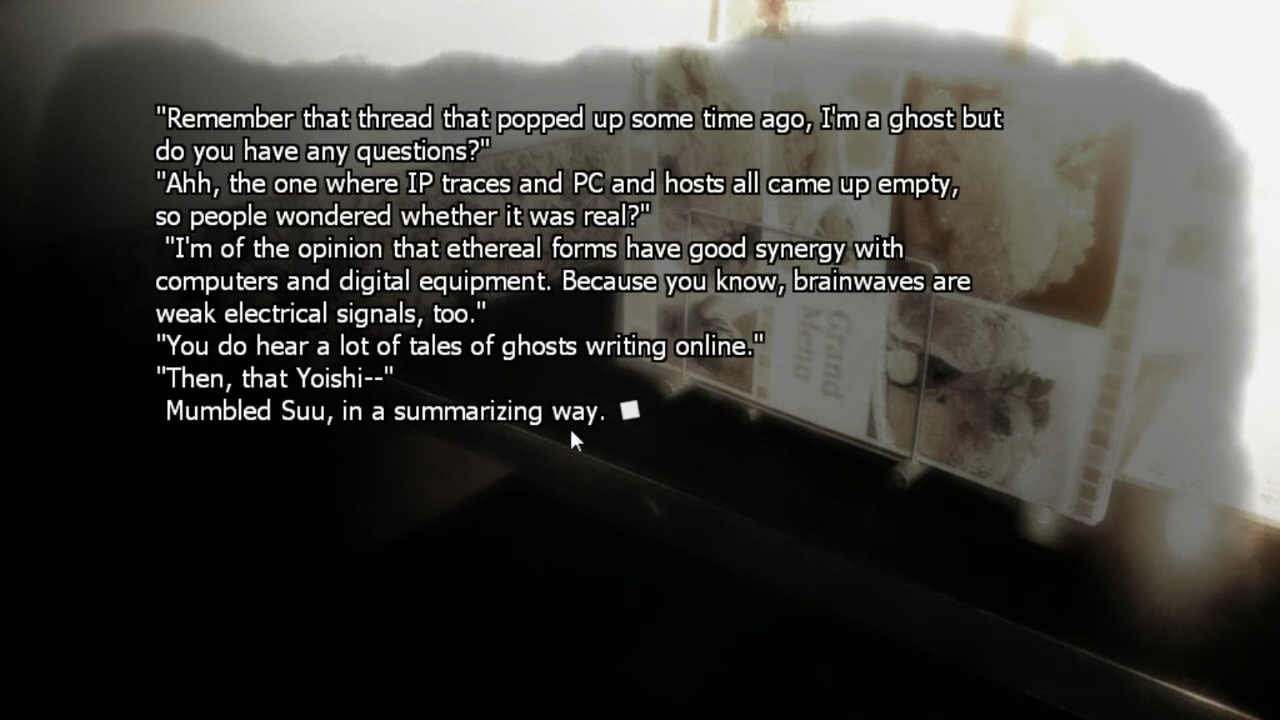 "Remember that thread that popped up some time ago, I'm a ghost but
do you have any questions?"
"Ahh, the one where IP traces and PC and hosts all came up empty,
so people wondered whether it was real?"
"I'm of the opinion that ethereal forms have good synergy with
computers and digital equipment. Because you know, brainwaves are
weak electrical signals, too."
"You do hear a lot of tales of ghosts writing online."
"Then, that Yoishi--"
Mumbled Suu, in a summarizing way.
Grand
Menu